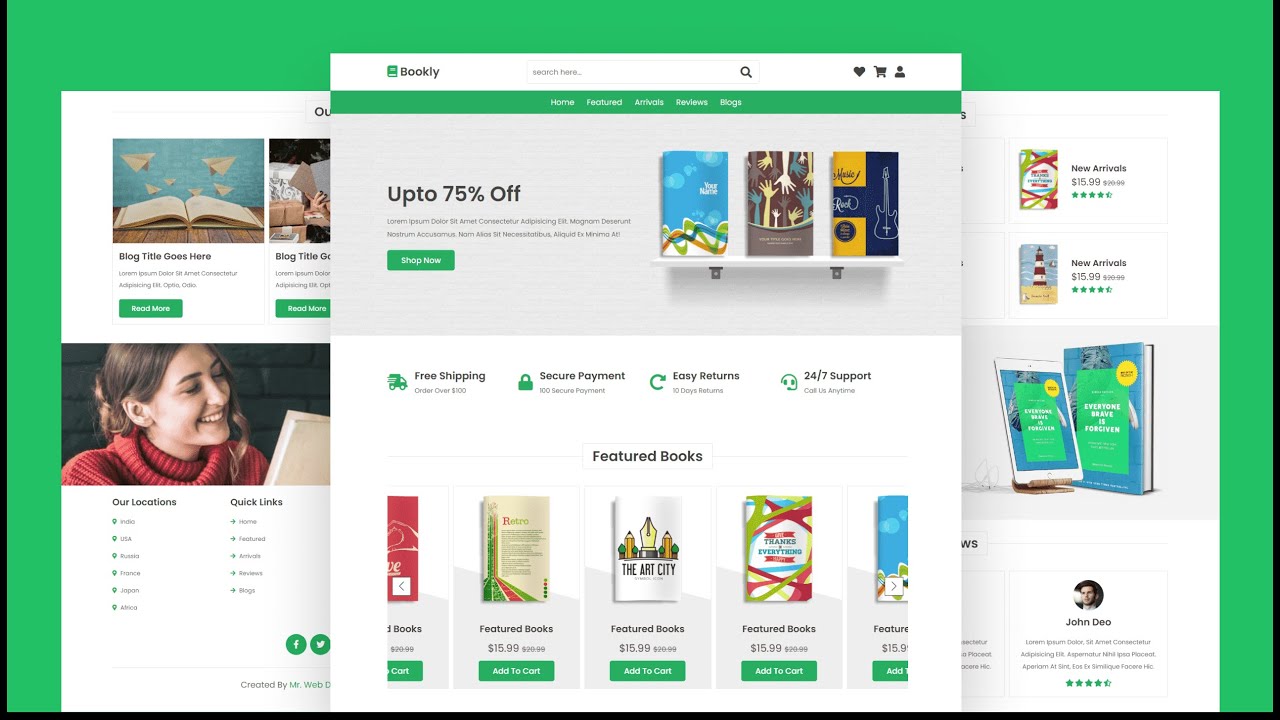 Bookly
search here...
Home Featured Arrivals Reviews Blogs
Upto 75% Off
Lorem Ipsum Dolor Sit Amet Consectetur Adipisicing Elit. Magnam Deserunt
Nostrum Accusamus. Nam Alias Sit Necessitatibus, Aliquid Ex Minima At!
Shop Now
Your
Name
YOUR TITLE GOES HERE
Music
Rock
Free Shipping
Order Over $100
Secure Payment
100 Secure Payment
Easy Returns
10 Days Returns
24/7 Support
Call Us Anytime
Featured Books
Retro
THE ART CITY
GIVE
THANKS
IN
EVERYTHING
d Books
$20.99
o Cart
Featured Books
$15.99 $20.99
Add To Cart
Featured Books
$15.99 $20.99
Add To Cart
Featured Books
$15.99 $20.99
Add To Cart
Feature
$15.9
Add T
Ou
Blog Title Goes Here
Lorem Ipsum Dolor Sit Amet Consectetur
Adipisicing Elit. Optio, Odio.
Read More
Blog Title G
Lorem Ipsum Do
Adipisicing Elit.
Read More
Our Locations
India
USA
Russia
France
Japan
Africa
Quick Links
Home
Featured
Arrivals
Reviews
Blogs
Created By Mr. Web D
s
s
THANKS
EVERYTHING
New Arrivals
$15.99 $20.99
s
New Arrivals
$15.99 $20.99
EVERYONE
BRAVE
IS
FORGIVEN
EVERYONE
BRAVE
IS
FORGIVEN
ws
sectetur
a Placeat.
acere Hic.
John Deo
Lorem Ipsum Dolor, Sit Amet Consectetur
Adipisicing Elit. Aspernatur Nihil Ipsa Placeat.
Aperiam At Sint, Eos Ex Similique Facere Hic.